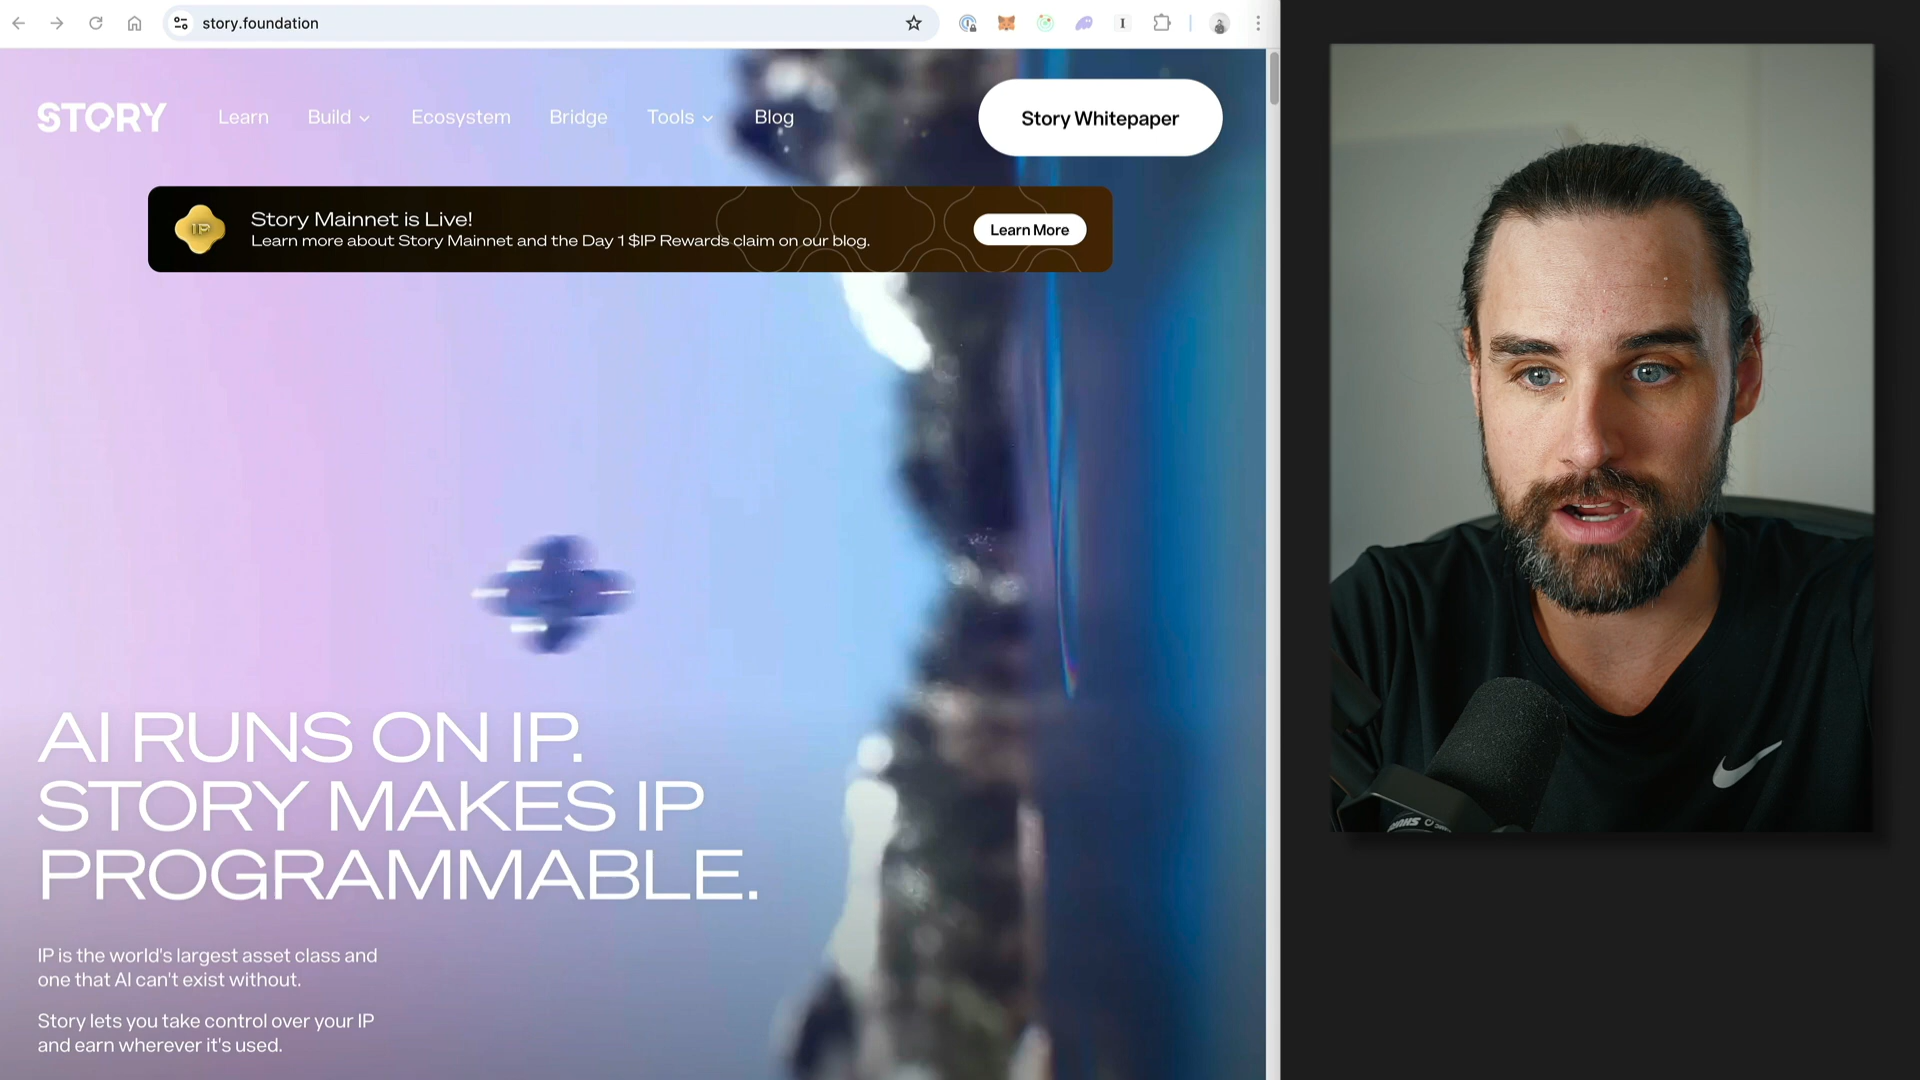 story.foundation
STORY
Learn
Build
Ecosystem
Bridge
Tools
Blog
Story Whitepaper
IP
Story Mainnet is Live!
Learn more about Story Mainnet and the Day 1 $IP Rewards claim on our blog.
Learn More
AI RUNS ON IP.
STORY MAKES IP
PROGRAMMABLE.
IP is the world's largest asset class and
one that AI can't exist without.
Story lets you take control over your IP
and earn wherever it's used.